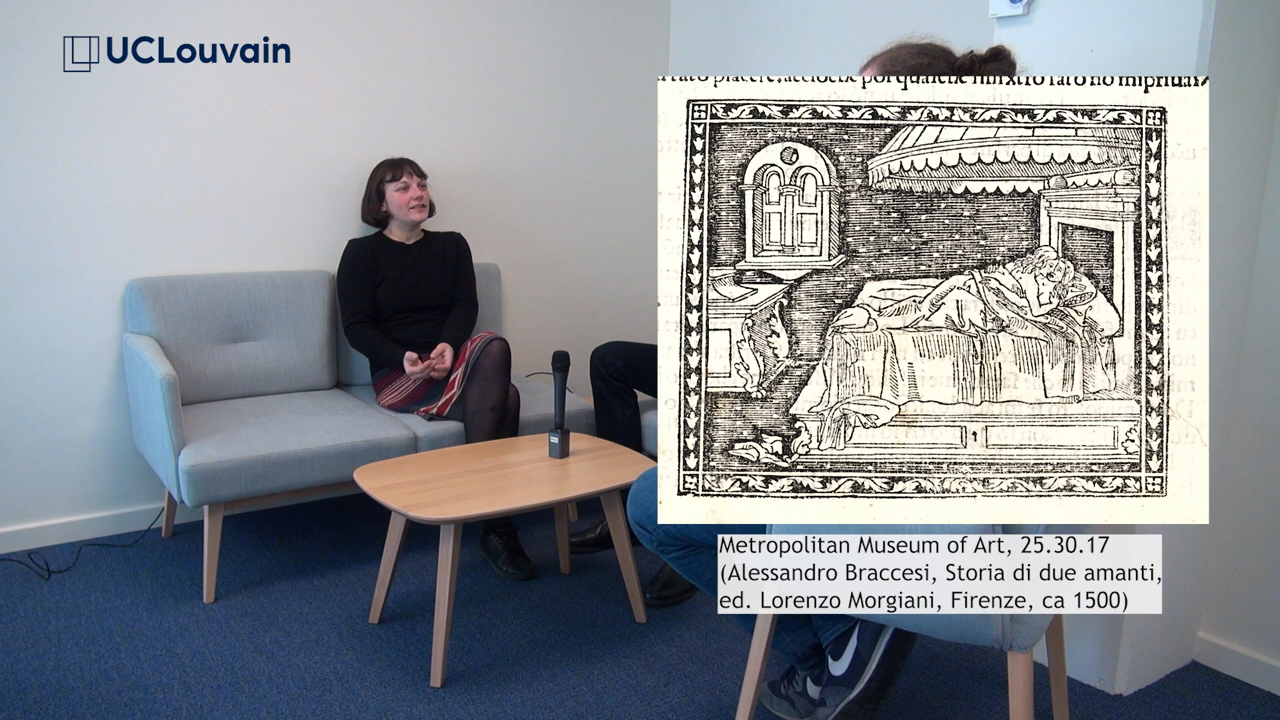 UCLouvain
Metropolitan Museum of Art, 25.30.17
(Alessandro Braccesi, Storia di due amanti,
ed. Lorenzo Morgiani, Firenze, ca 1500)